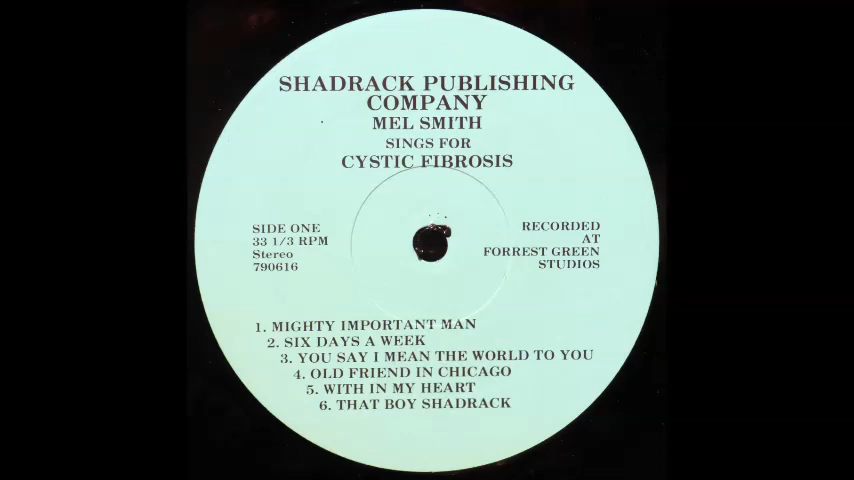 SHADRACK PUBLISHING
COMPANY
MEL SMITH
SINGS FOR
CYSTIC FIBROSIS
SIDE ONE
33 1/3 RPM
Stereo
790616
RECORDED
AT
FORREST GREEN
STUDIOS
1. MIGHTY IMPORTANT MAN
2. SIX DAYS A WEEK
3. YOU SAY I MEAN THE WORLD TO YOU
4. OLD FRIEND IN CHICAGO
5. WITH IN MY HEART
6. THAT BOY SHADRACK